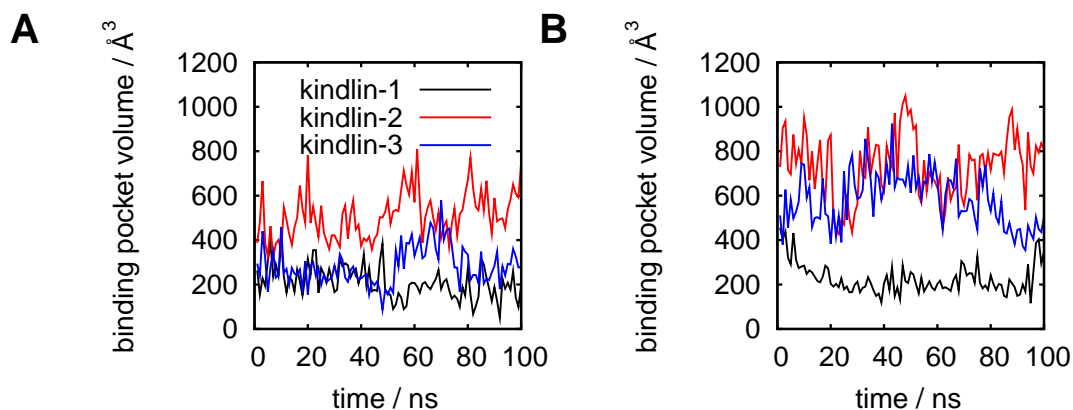 A
binding pocket volume / Å³
1200
1000
800
600
400
200
0
kindlin-1
kindlin-2
kindlin-3
0 20 40 60 80 100
time / ns
B
binding pocket volume / Å³
1200
1000
800
600
400
200
0
0 20 40 60 80 100
time / ns